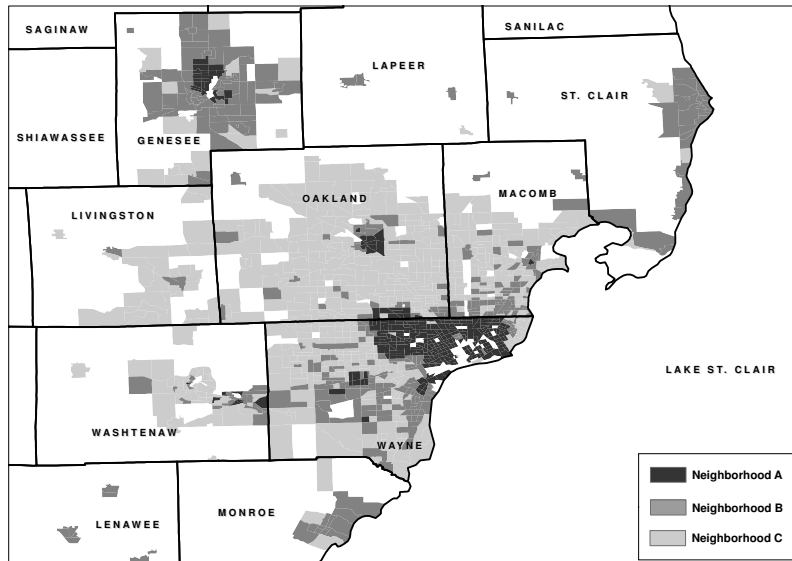 SAGINAW
SANILAC
LAPEER
ST. CLAIR
SHIAWASSEE
GENESEE
OAKLAND
MACOMB
LIVINGSTON
LAKE ST. CLAIR
WASHTENAW
WAYNE
LENAWEE
MONROE
Neighborhood A
Neighborhood B
Neighborhood C